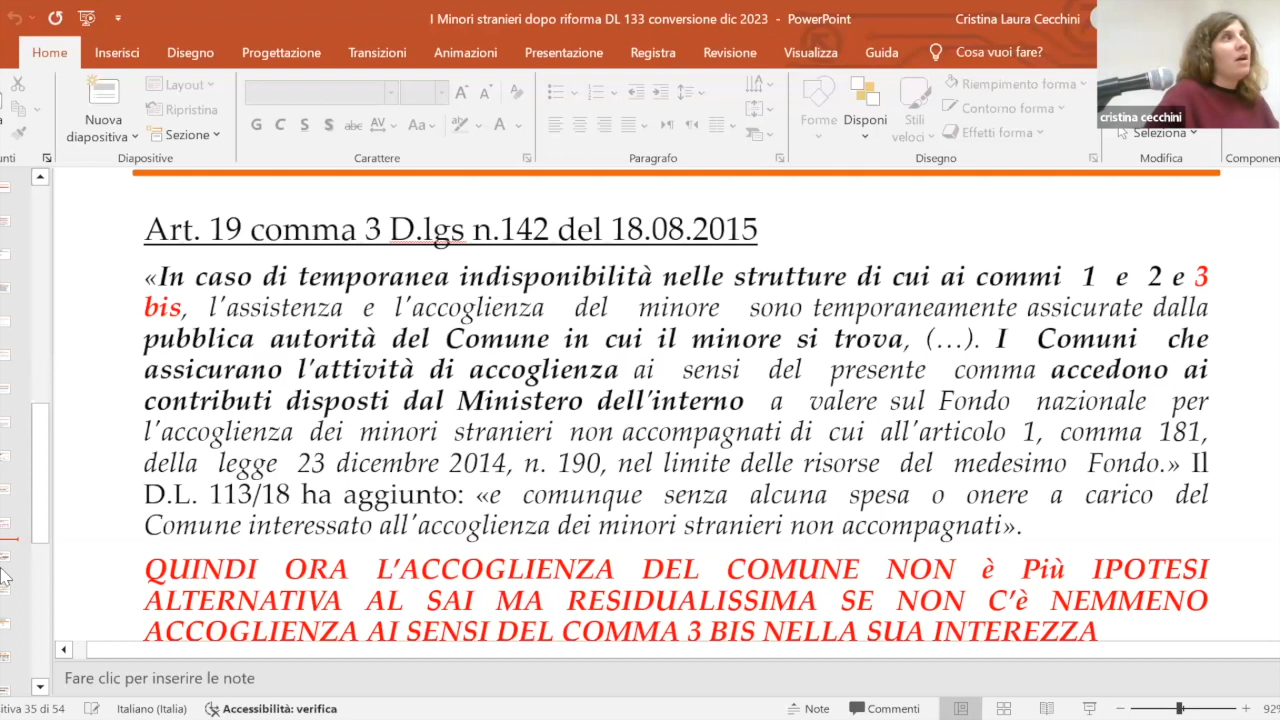 I Minori stranieri dopo riforma DL 133 conversione dic 2023 - PowerPoint
Cristina Laura Cecchini
Home
Inserisci
Disegno
Progettazione
Transizioni
Animazioni
Presentazione
Registra
Revisione
Visualizza
Guida
Cosa vuoi fare?
cristina cecchini
Nuova
diapositiva
Layout
Ripristina
Sezione
G C S S abc AV Aa A
Forme
Disponi
Stili
veloci
Riempimento forma
Contorno forma
Effetti forma
Seleziona
nti
Diapositive
Carattere
Paragrafo
Disegno
Modifica
Componen
Art. 19 comma 3 D.lgs n.142 del 18.08.2015
«In caso di temporanea indisponibilità nelle strutture di cui ai commi 1 e 2 e 3
bis, l'assistenza e l'accoglienza del minore sono temporaneamente assicurate dalla
pubblica autorità del Comune in cui il minore si trova, (…). I Comuni che
assicurano l'attività di accoglienza ai sensi del presente comma accedono ai
contributi disposti dal Ministero dell'interno a valere sul Fondo nazionale per
l'accoglienza dei minori stranieri non accompagnati di cui all'articolo 1, comma 181,
della legge 23 dicembre 2014, n. 190, nel limite delle risorse del medesimo Fondo.» Il
D.L. 113/18 ha aggiunto: «e comunque senza alcuna spesa o onere a carico del
Comune interessato all'accoglienza dei minori stranieri non accompagnati».
QUINDI ORA L'ACCOGLIENZA DEL COMUNE NON è Più IPOTESI
ALTERNATIVA AL SAI MA RESIDUALISSIMA SE NON C'è NEMMENO
ACCOGLIENZA AI SENSI DEL COMMA 3 BIS NELLA SUA INTEREZZA
Fare clic per inserire le note
sitiva 35 di 54
Italiano (Italia)
Accessibilità: verifica
Note
Commenti
92%